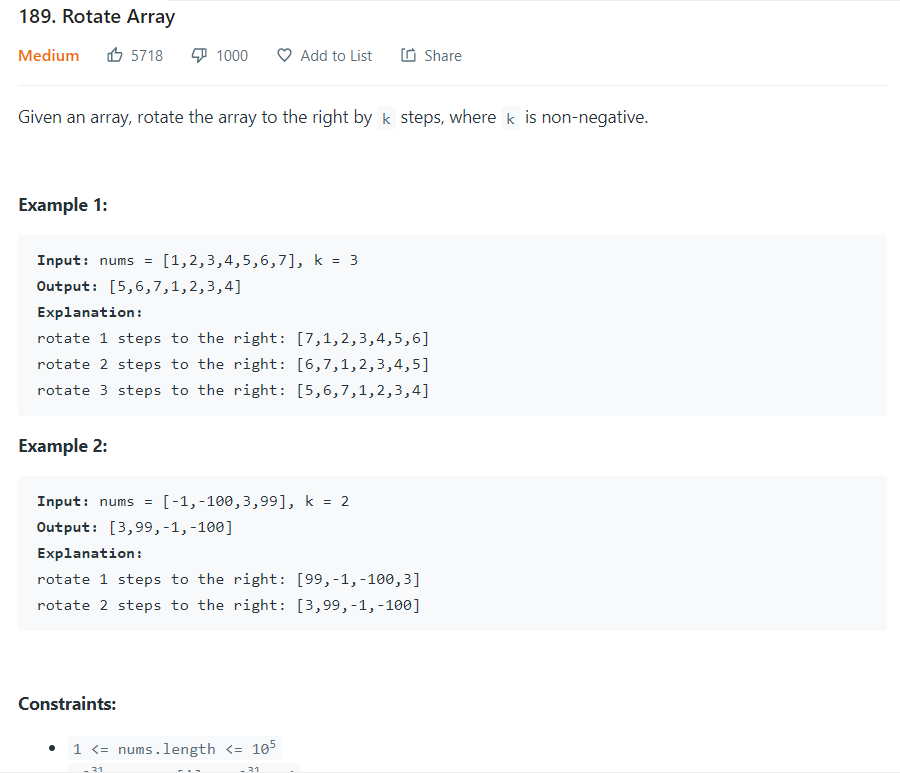 189. Rotate Array
Medium 5718 1000 Add to List Share
Given an array, rotate the array to the right by k steps, where k is non-negative.
Example 1:
Input: nums = [1,2,3,4,5,6,7], k = 3
Output: [5,6,7,1,2,3,4]
Explanation:
rotate 1 steps to the right: [7,1,2,3,4,5,6]
rotate 2 steps to the right: [6,7,1,2,3,4,5]
rotate 3 steps to the right: [5,6,7,1,2,3,4]
Example 2:
Input: nums = [-1,-100,3,99], k = 2
Output: [3,99,-1,-100]
Explanation:
rotate 1 steps to the right: [99,-1,-100,3]
rotate 2 steps to the right: [3,99,-1,-100]
Constraints:
• 1 <= nums.length <= 10⁵